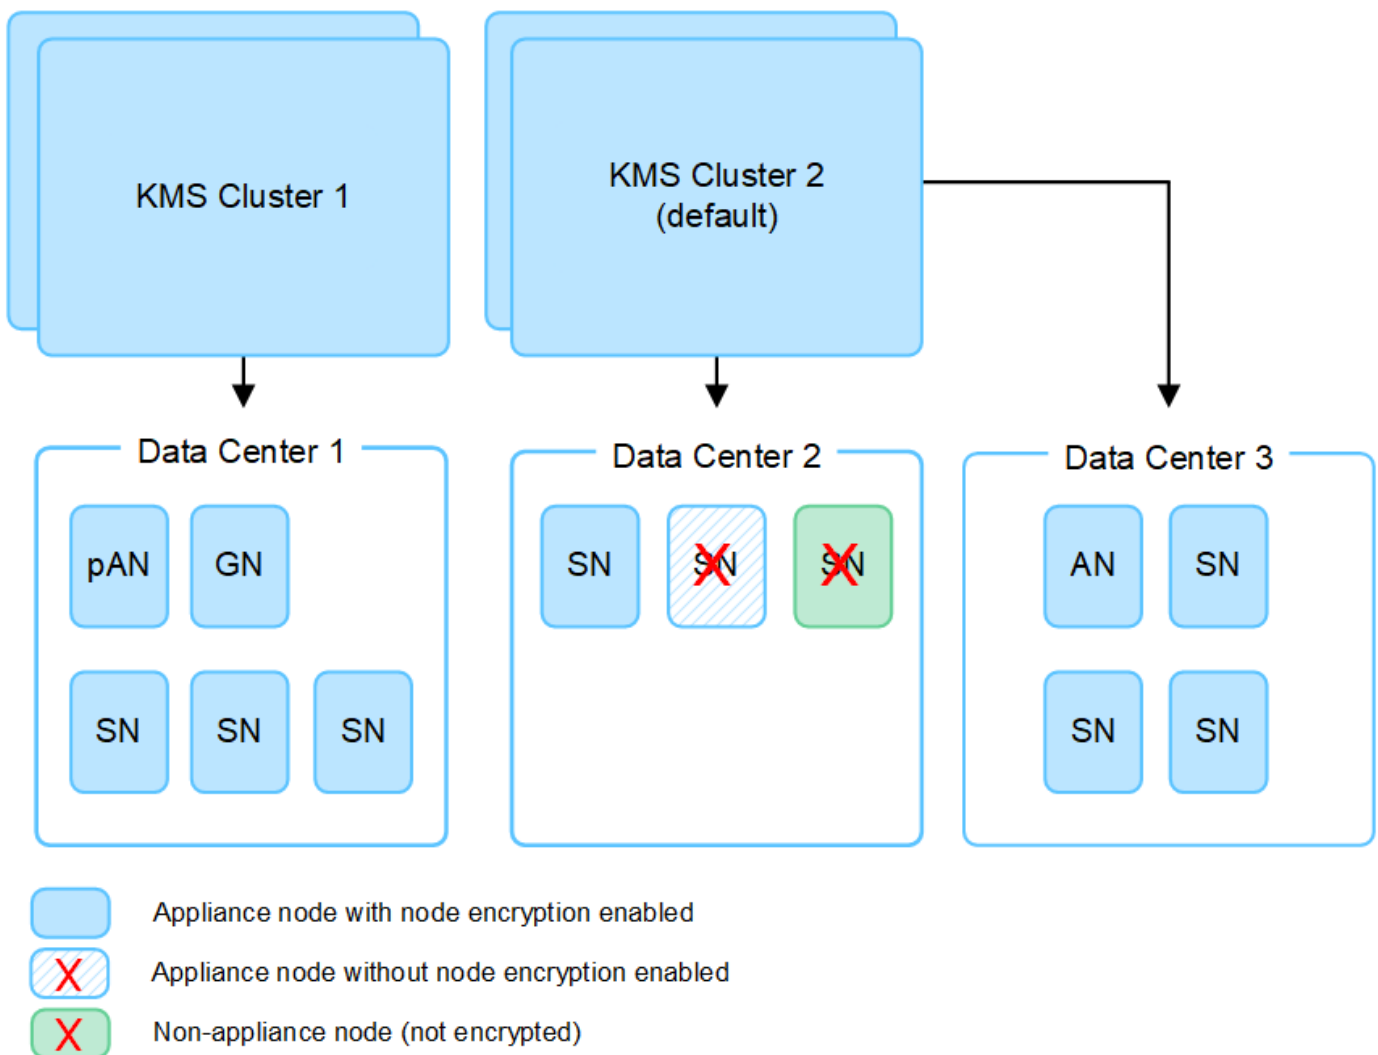 KMS Cluster 1
KMS Cluster 2
(default)
Data Center 1
Data Center 2
Data Center 3
pAN
GN
SN
SN
SN
AN
SN
SN
SN
SN
X
SN
X
SN
SN
Appliance node with node encryption enabled
X
Appliance node without node encryption enabled
X
Non-appliance node (not encrypted)